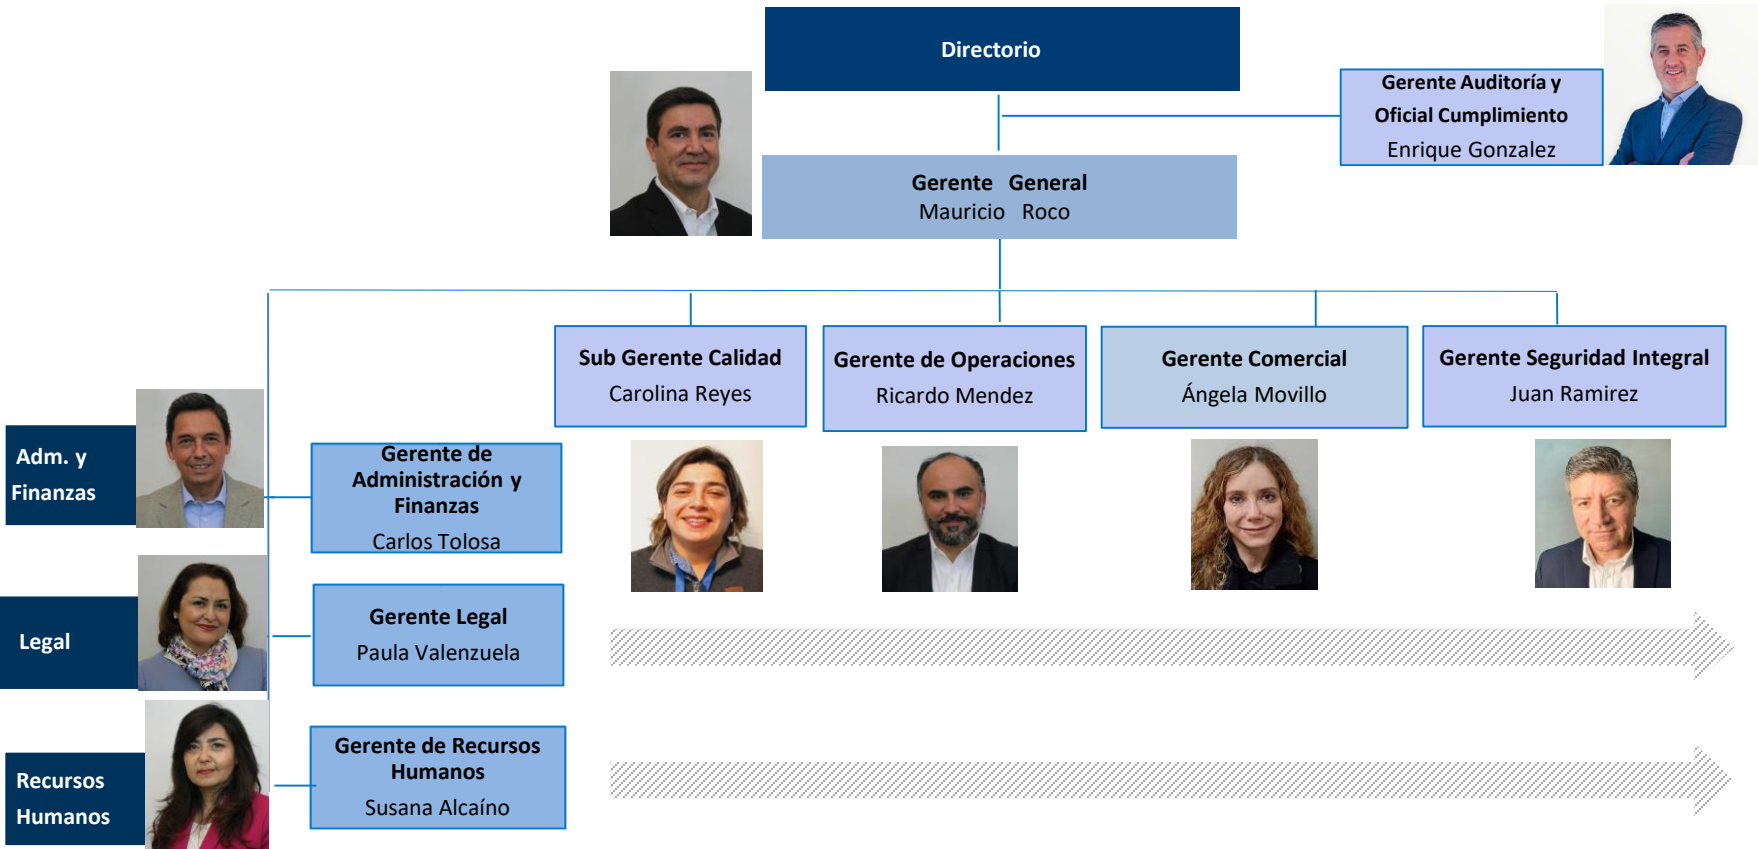 Directorio
Gerente Auditoría y
Oficial Cumplimiento
Enrique Gonzalez
Gerente General
Mauricio Roco
Sub Gerente Calidad
Carolina Reyes
Gerente de Operaciones
Ricardo Mendez
Gerente Comercial
Ángela Movillo
Gerente Seguridad Integral
Juan Ramirez
Adm. y
Finanzas
Gerente de
Administración y
Finanzas
Carlos Tolosa
Legal
Gerente Legal
Paula Valenzuela
Recursos
Humanos
Gerente de Recursos
Humanos
Susana Alcaíno